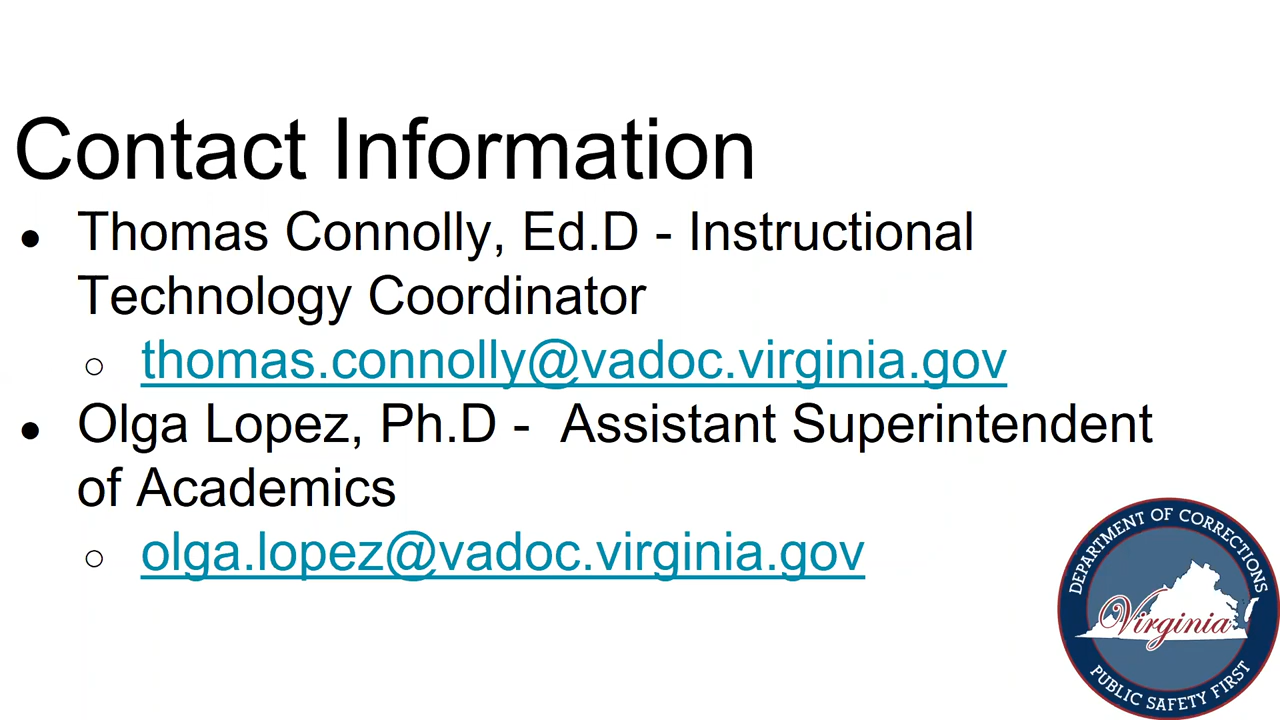 Contact Information
● Thomas Connolly, Ed.D - Instructional
Technology Coordinator
○ thomas.connolly@vadoc.virginia.gov
● Olga Lopez, Ph.D - Assistant Superintendent
of Academics
○ olga.lopez@vadoc.virginia.gov
DEPARTMENT OF CORRECTIONS
Virginia
PUBLIC SAFETY FIRST